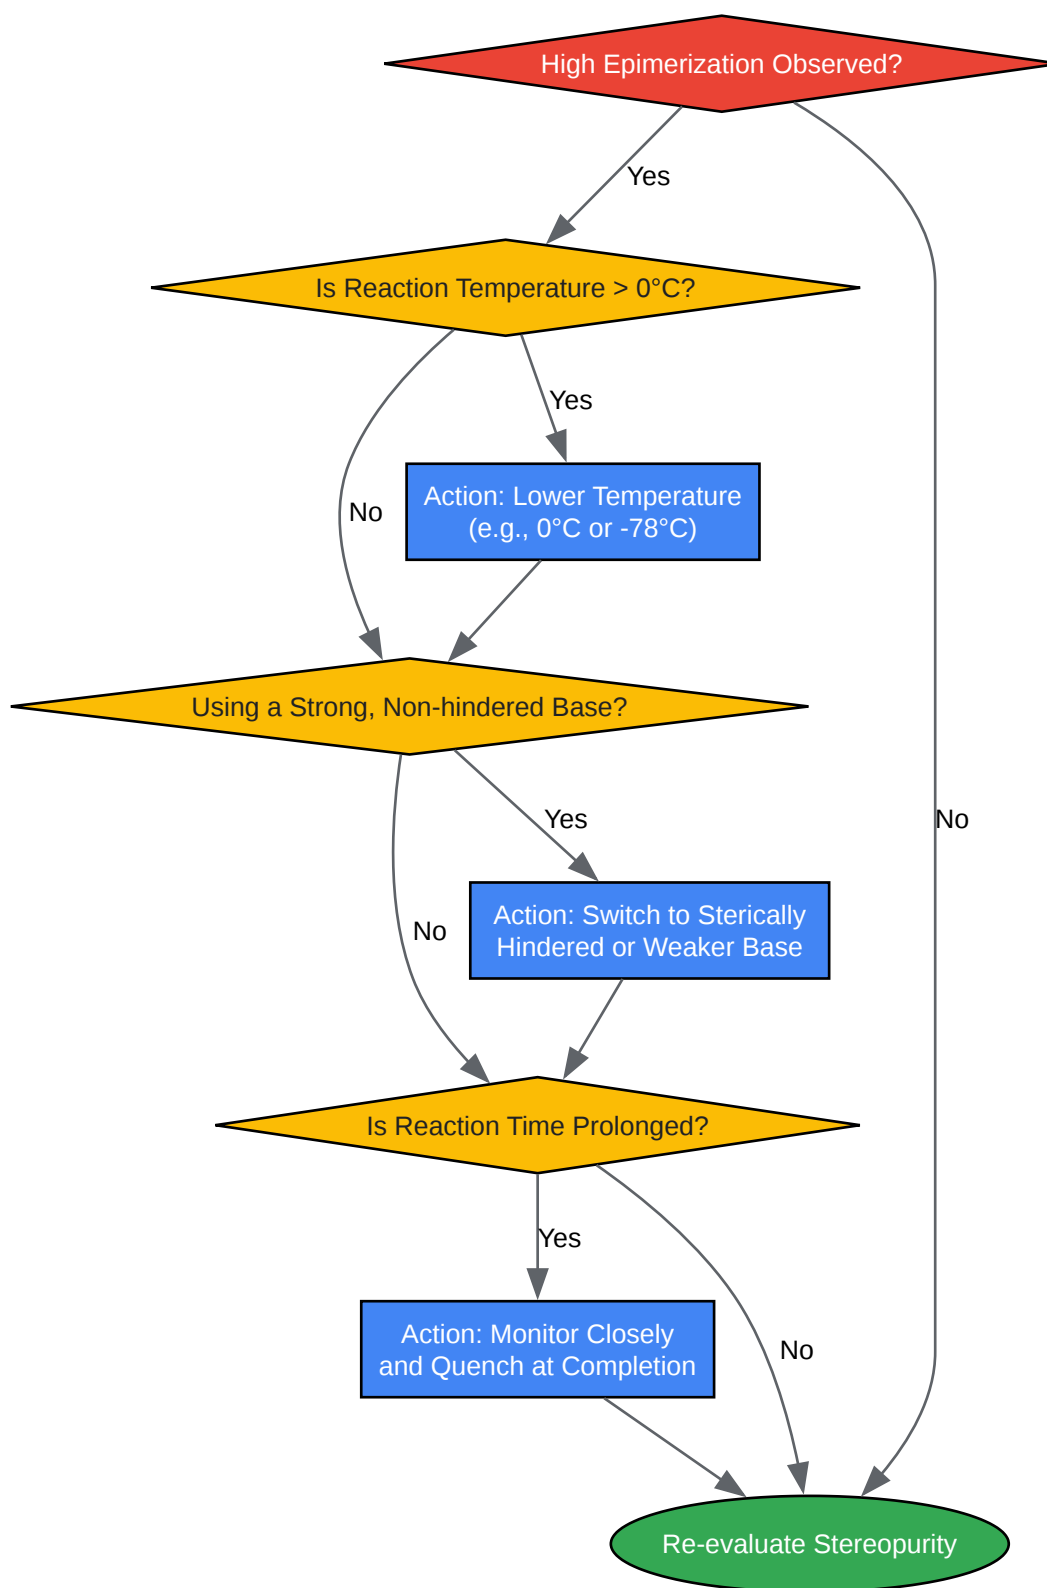 High Epimerization Observed?
Yes
Is Reaction Temperature > 0°C?
Yes
Action: Lower Temperature
(e.g., 0°C or -78°C)
No
Using a Strong, Non-hindered Base?
Yes
No
Action: Switch to Sterically
Hindered or Weaker Base
No
Is Reaction Time Prolonged?
Yes
Action: Monitor Closely
and Quench at Completion
No
Re-evaluate Stereopurity